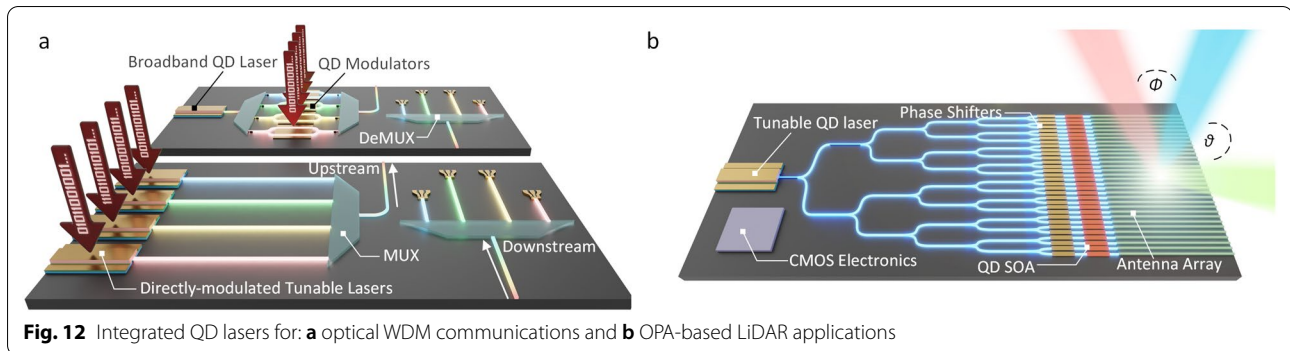 a
Broadband QD Laser
QD Modulators
DeMUX
Upstream
Downstream
MUX
Directly-modulated Tunable Lasers
b
Φ
Phase Shifters
Tunable QD laser
ϑ
CMOS Electronics
QD SOA
Antenna Array
Fig. 12 Integrated QD lasers for: a optical WDM communications and b OPA-based LiDAR applications